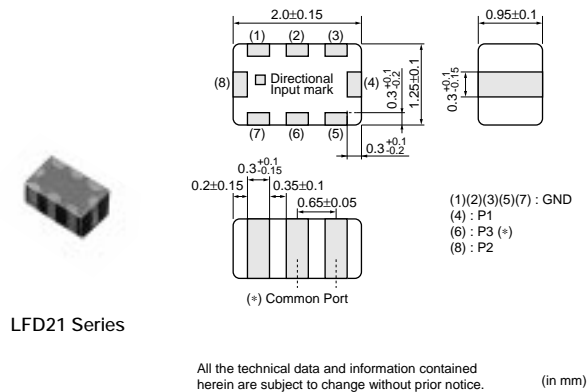 2.0±0.15
0.95±0.1
(1) (2) (3)
(8) Directional (4)
Input mark
0.3+0.1-0.2
1.25±0.1
0.3+0.1-0.15
(7) (6) (5)
0.3+0.1-0.2
0.3+0.1-0.15
0.2±0.15 0.35±0.1
0.65±0.05
(1)(2)(3)(5)(7) : GND
(4) : P1
(6) : P3 (*)
(8) : P2
(*) Common Port
LFD21 Series
All the technical data and information contained
herein are subject to change without prior notice.
(in mm)